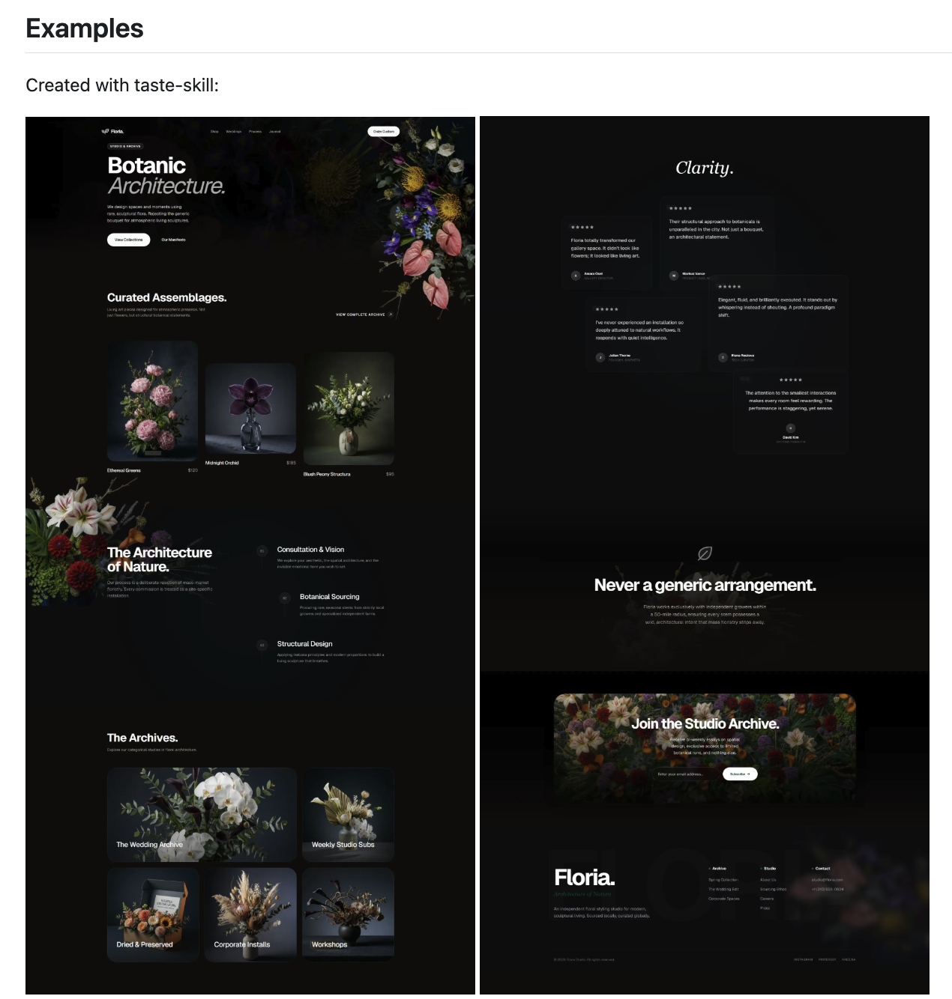 Examples
Created with taste-skill:
Floria.
Shop Weddings Process Journal
Order Custom
STUDIO & ARCHIVE
Botanic
Architecture.
We design spaces and moments using
rare, sculptural flora. Rejecting the generic
bouquet for atmospheric living sculptures.
View Collections
Our Manifesto
Curated Assemblages.
Living art pieces designed for atmospheric presence. Not
just flowers, but structural botanical statements.
VIEW COMPLETE ARCHIVE
Ethereal Greens $120
Midnight Orchid $185
Blush Peony Structura $95
The Architecture
of Nature.
Our process is a deliberate rejection of mass-market
floristry. Every commission is treated as a site-specific
installation.
01
Consultation & Vision
We explore your aesthetic, the spatial architecture, and the
invisible emotional tone you wish to set.
02
Botanical Sourcing
Procuring rare, seasonal stems from strictly local
growers and specialized independent farms.
03
Structural Design
Applying Ikebana principles and modern proportions to build a
living sculpture that breathes.
The Archives.
Explore our categorical studies in floral architecture.
The Wedding Archive
Weekly Studio Subs
Dried & Preserved
Corporate Installs
Workshops
Clarity.
Floria totally transformed our
gallery space. It didn't look like
flowers; it looked like living art.
A
Amara Osei
Their structural approach to botanicals is
unparalleled in the city. Not just a bouquet,
an architectural statement.
M
Markus Vance
I've never experienced an installation so
deeply attuned to natural workflows. It
responds with quiet intelligence.
J
Julian Thorne
Elegant, fluid, and brilliantly executed. It stands out by
whispering instead of shouting. A profound paradigm
shift.
E
Elena Rostova
The attention to the smallest interactions
makes every room feel rewarding. The
performance is staggering, yet serene.
David Kim
Never a generic arrangement.
Floria works exclusively with independent growers within
a 50-mile radius, ensuring every stem possesses a
wild, architectural intent that mass floristry strips away.
Join the Studio Archive.
Receive bi-weekly essays on spatial
design, exclusive access to limited
botanical runs, and nothing else.
Enter your email address...
Subscribe →
Floria.
Architecture of Nature
An independent floral styling studio for modern,
sculptural living. Sourced locally, curated globally.
Archive
Spring Collection
The Wedding Edit
Corporate Spaces
Studio
About Us
Sourcing Ethos
Careers
Press
Contact
studio@floria.com
© 2026 Floria Studio. All rights reserved.
INSTAGRAM PINTEREST ARE.NA